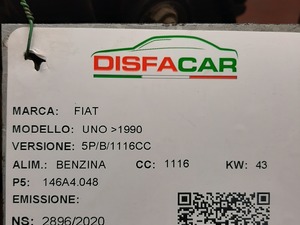 DISFACAR
MARCA: FIAT
MODELLO: UNO >1990
VERSIONE: 5P/B/1116CC
ALIM.: BENZINA CC: 1116 KW: 43
P5: 146A4.048
EMISSIONE:
NS: 2896/2020